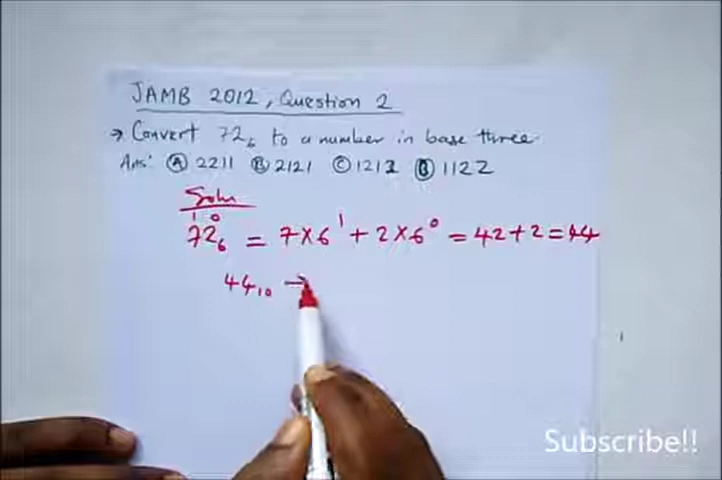 JAMB 2012, Question 2
→ Convert 72₆ to a number in base three
Ans: Ⓐ 2211 Ⓑ 2121 Ⓒ 1212 Ⓓ 1122
Soln
1 0
72₆ = 7×6¹ + 2×6⁰ = 42+2=44
44₁₀ →
Subscribe!!